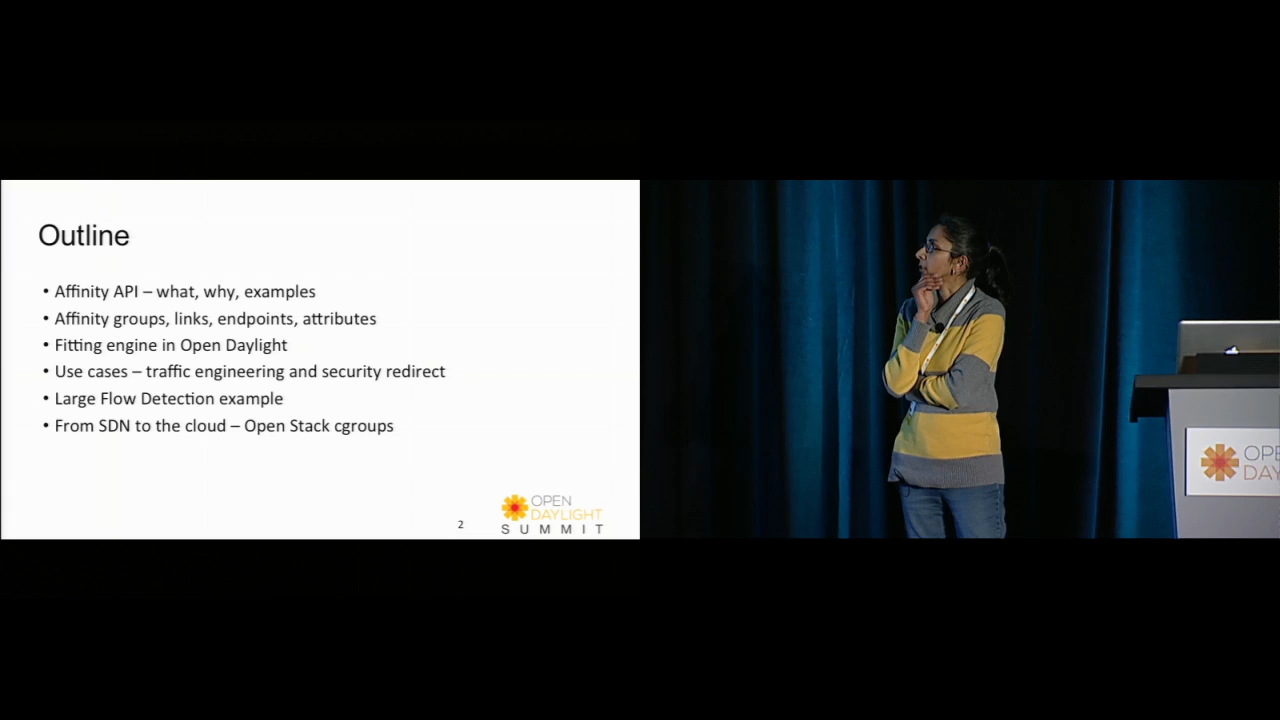 Outline
• Affinity API – what, why, examples
• Affinity groups, links, endpoints, attributes
• Fitting engine in Open Daylight
• Use cases – traffic engineering and security redirect
• Large Flow Detection example
• From SDN to the cloud – Open Stack cgroups
2
OPEN
DAYLIGHT
SUMMIT
OPE
DAY